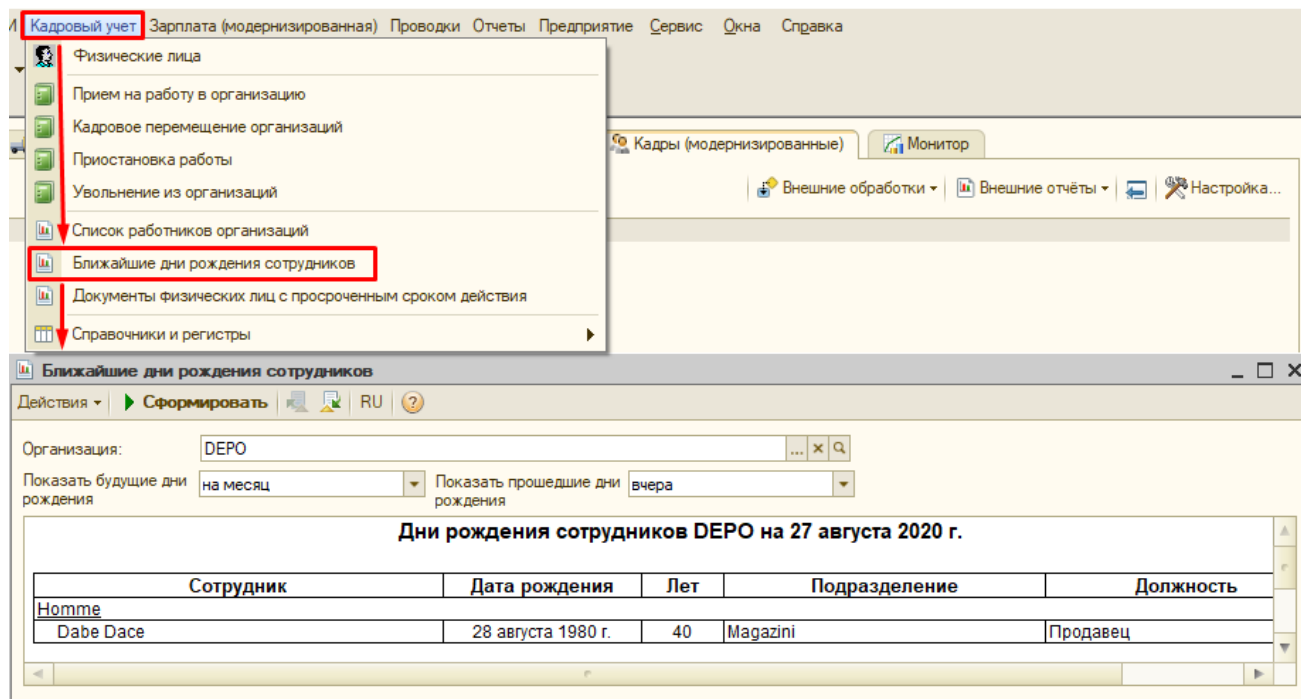 И Кадровый учет Зарплата (модернизированная) Проводки Отчеты Предприятие Сервис Окна Справка
Физические лица
Прием на работу в организацию
Кадровое перемещение организаций
Кадры (модернизированные) Монитор
Приостановка работы
Увольнение из организаций
Внешние обработки Внешние отчёты Настройка...
Список работников организаций
Ближайшие дни рождения сотрудников
Документы физических лиц с просроченным сроком действия
Справочники и регистры
Ближайшие дни рождения сотрудников
Действия Сформировать RU ?
Организация: DEPO ...
Показать будущие дни рождения на месяц Показать прошедшие дни рождения вчера
Дни рождения сотрудников DEPO на 27 августа 2020 г.
Сотрудник Дата рождения Лет Подразделение Должность
Homme
Dabe Dace 28 августа 1980 г. 40 Magazini Продавец